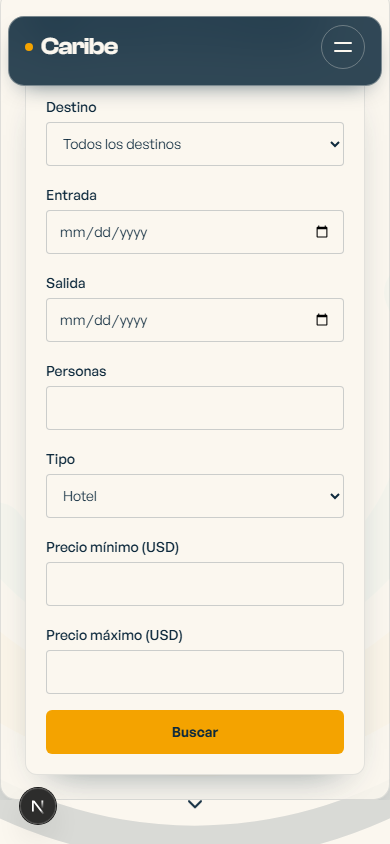 Caribe
Destino
Todos los destinos
Entrada
mm/dd/yyyy
Salida
mm/dd/yyyy
Personas
Tipo
Hotel
Precio mínimo (USD)
Precio máximo (USD)
Buscar
N